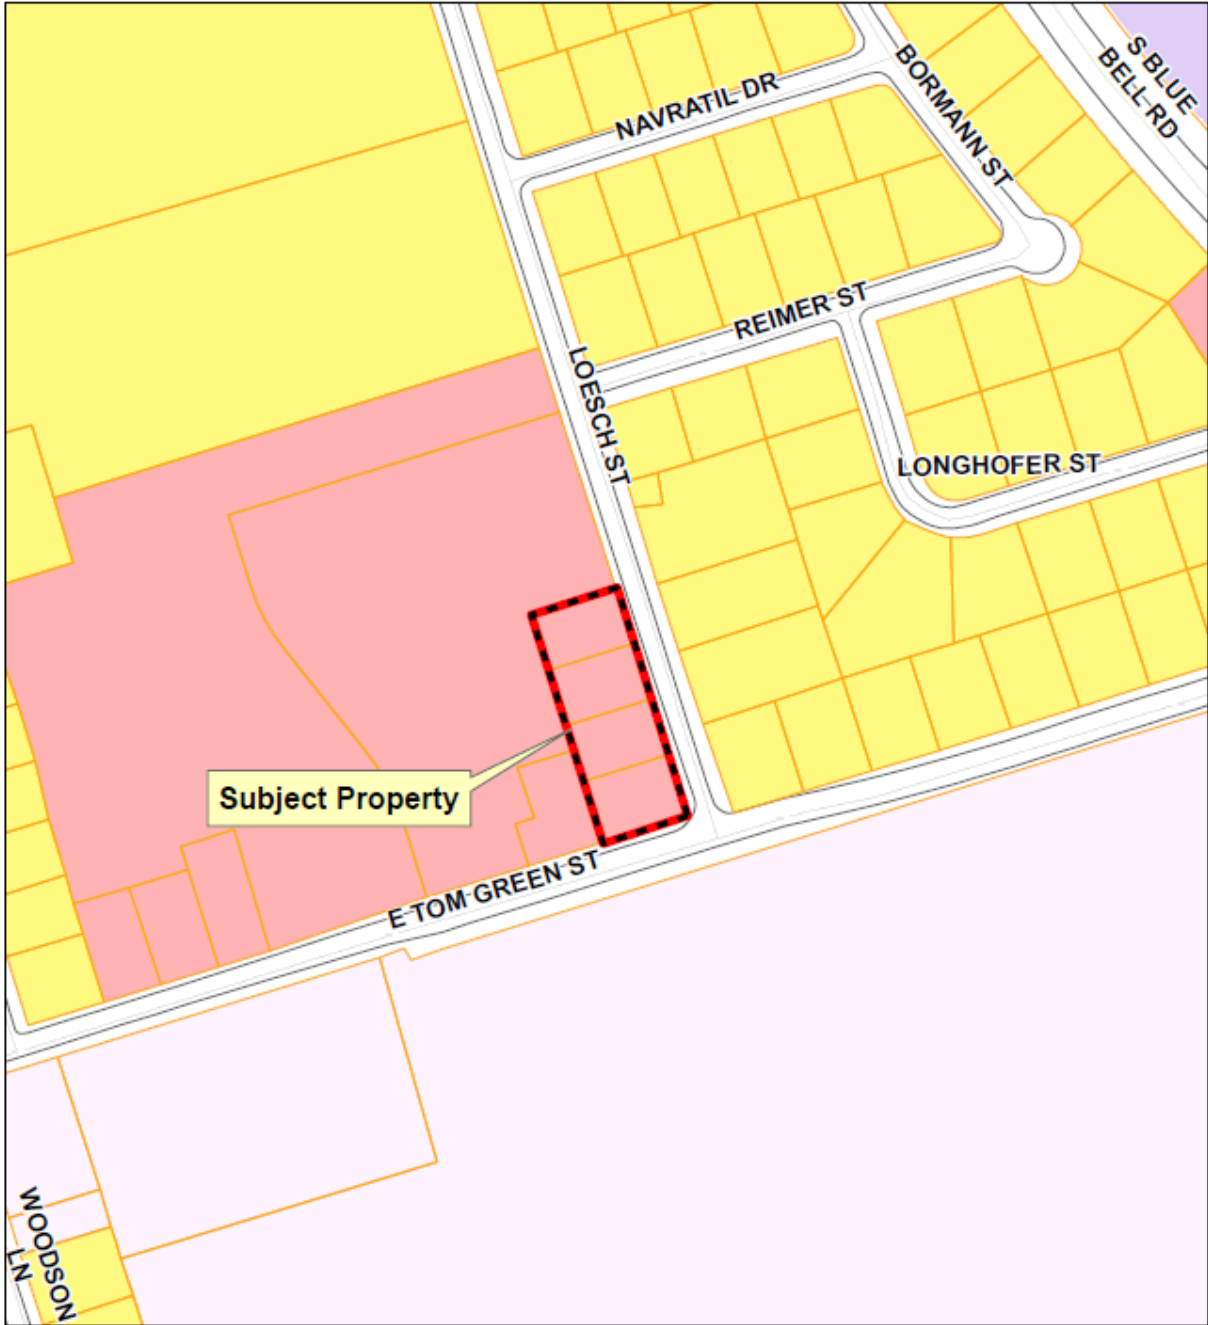 S BLUE
BELL RD
BORMANN ST
NAVRATIL DR
REIMER ST
LOESCH ST
LONGHOFER ST
Subject Property
E TOM GREEN ST
WOODSON
LN